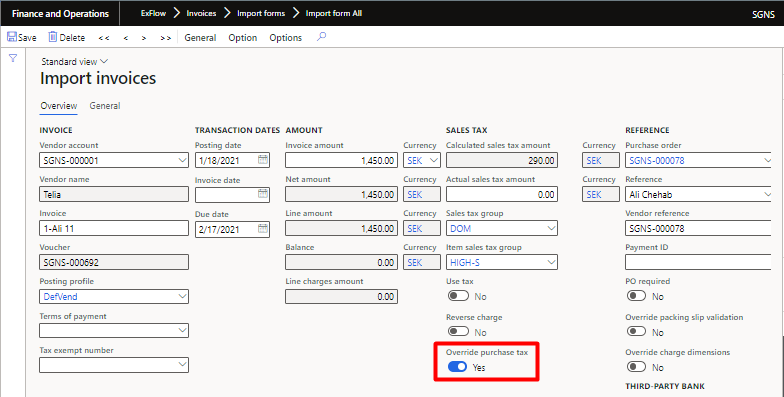 Finance and Operations ExFlow Invoices Import forms Import form All SGNS
Save Delete << < > >> General Option Options
Standard view
Import invoices
Overview General
INVOICE TRANSACTION DATES AMOUNT SALES TAX REFERENCE
Vendor account Posting date Invoice amount Currency Calculated sales tax amount Currency Purchase order
SGNS-000001 1/18/2021 1,450.00 SEK 290.00 SEK SGNS-000078
Vendor name Invoice date Net amount Currency Actual sales tax amount Currency Reference
Telia 1,450.00 SEK 0.00 SEK Ali Chehab
Invoice Due date Line amount Currency Sales tax group Vendor reference
1-Ali 11 2/17/2021 1,450.00 SEK DOM SGNS-000078
Voucher Balance Currency Item sales tax group Payment ID
SGNS-000692 0.00 SEK HIGH-S
Posting profile Line charges amount Use tax PO required
DefVend 0.00 No No
Terms of payment Reverse charge Override packing slip validation
No No
Tax exempt number Override purchase tax Override charge dimensions
Yes No
THIRD-PARTY BANK